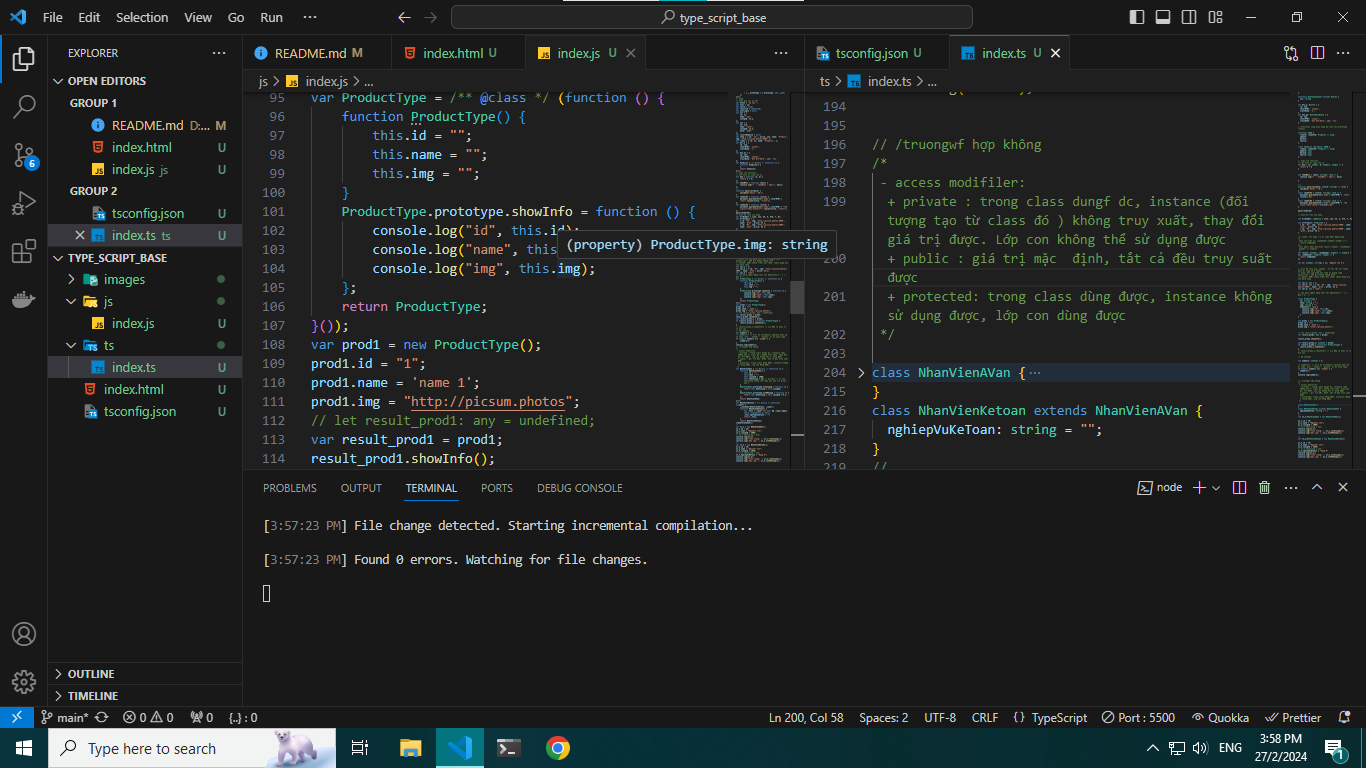 File Edit Selection View Go Run ··· type_script_base
EXPLORER ···
OPEN EDITORS
GROUP 1
README.md D:... M
index.html U
index.js js U
GROUP 2
tsconfig.json U
index.ts ts U
TYPE_SCRIPT_BASE
images
js
index.js U
ts
index.ts U
index.html U
tsconfig.json U
OUTLINE
TIMELINE
6
README.md M index.html U index.js U ···
js > index.js > ...
95 var ProductType = /** @class */ (function () {
96 function ProductType() {
97 this.id = "";
98 this.name = "";
99 this.img = "";
100 }
101 ProductType.prototype.showInfo = function () {
102 console.log("id", this.id);
103 console.log("name", this
(property) ProductType.img: string
104 console.log("img", this.img);
105 };
106 return ProductType;
107 }());
108 var prod1 = new ProductType();
109 prod1.id = "1";
110 prod1.name = 'name 1';
111 prod1.img = "http://picsum.photos";
112 // let result_prod1: any = undefined;
113 var result_prod1 = prod1;
114 result_prod1.showInfo();
tsconfig.json U index.ts U ···
ts > index.ts > ...
194
195
196 // /truongwf hợp không
197 /*
198 - access modifiler:
199 + private : trong class dungf dc, instance (đối
tượng tạo từ class đó ) không truy xuất, thay đổi
giá trị được. Lớp con không thể sử dụng được
200 + public : giá trị mặc định, tất cả đều truy suất
được
201 + protected: trong class dùng được, instance không
sử dụng được, lớp con dùng được
202 */
203
204 class NhanVienAVan {···
215 }
216 class NhanVienKetoan extends NhanVienAVan {
217 nghiepVuKeToan: string = "";
218 }
219 //
PROBLEMS OUTPUT TERMINAL PORTS DEBUG CONSOLE node ···
[3:57:23 PM] File change detected. Starting incremental compilation...
[3:57:23 PM] Found 0 errors. Watching for file changes.
main* 0 0 0 {..} : 0 Ln 200, Col 58 Spaces: 2 UTF-8 CRLF {} TypeScript Port : 5500 Quokka Prettier
Type here to search ENG 3:58 PM
27/2/2024
1